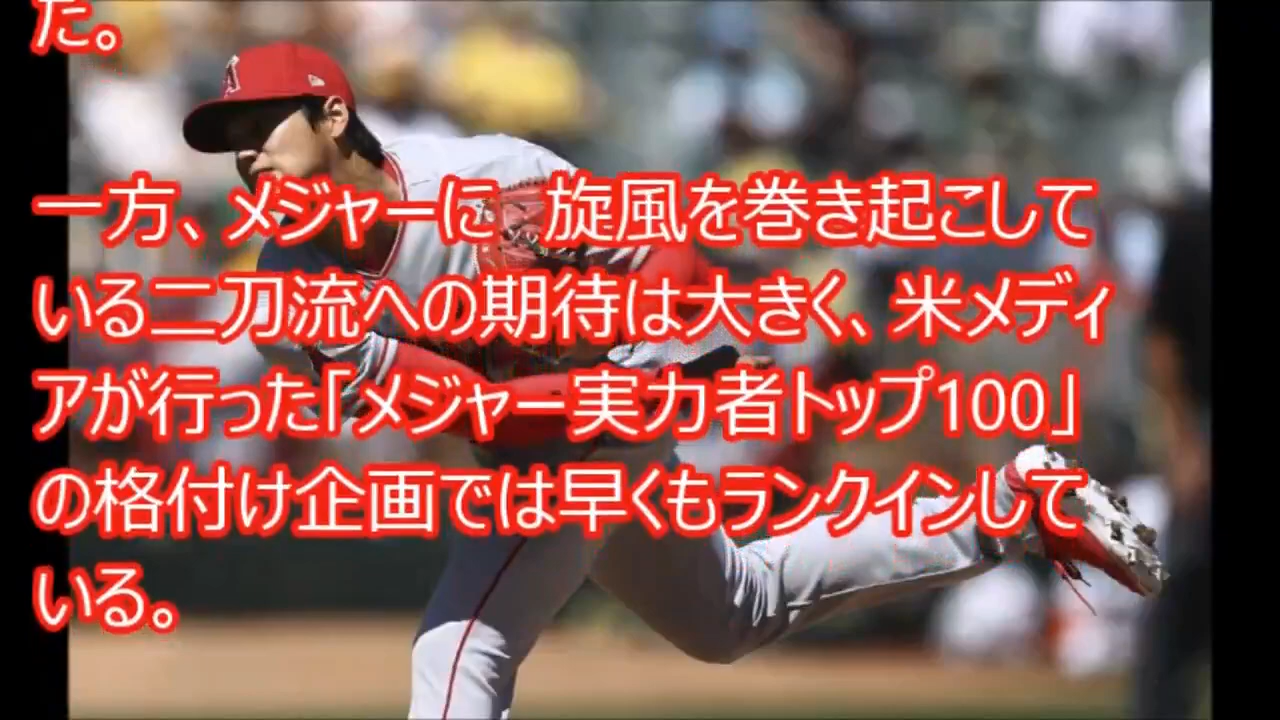 た。
一方、メジャーに 旋風を巻き起こして
いる二刀流への期待は大きく、米メディ
アが行った「メジャー実力者トップ100」
の格付け企画では早くもランクインして
いる。